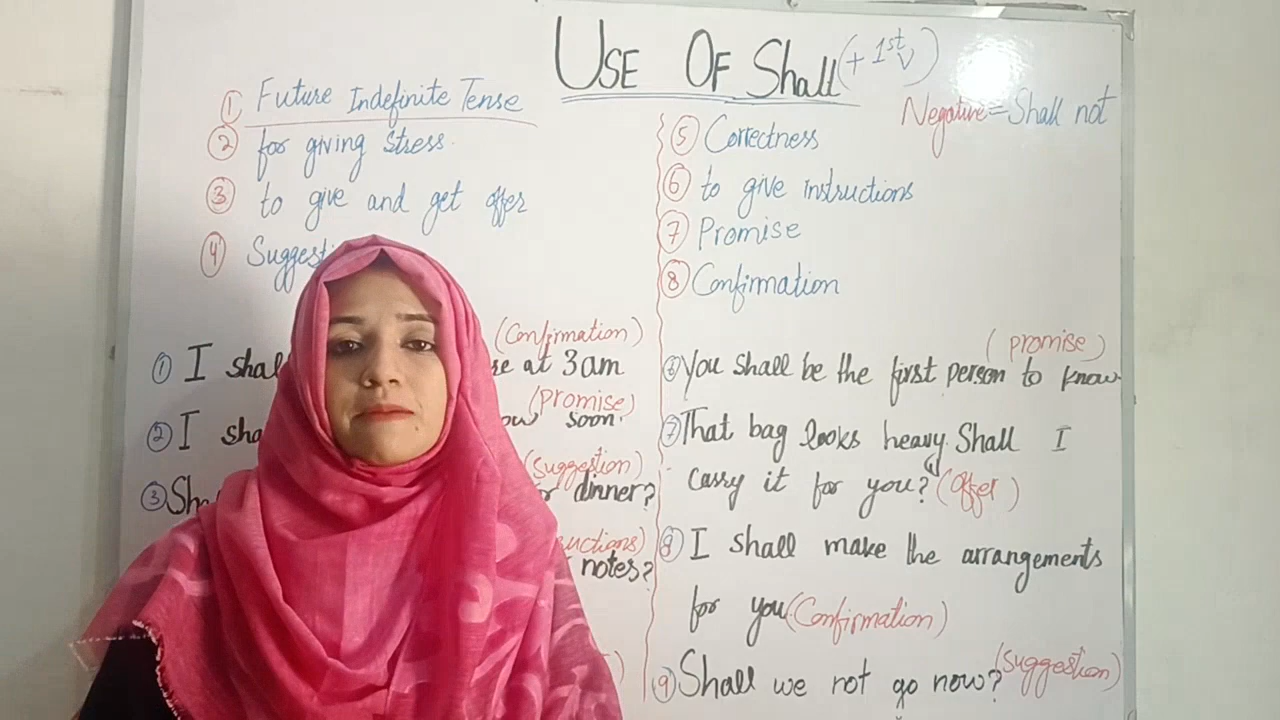 USE OF Shall (+ 1st V)
Negative = Shall not
① Future Indefinite Tense
② for giving stress
③ to give and get offer
④ Suggesti
⑤ Correctness
⑥ to give instructions
⑦ Promise
⑧ Confirmation
(Confirmation)
① I shal at 3am
(Promise)
② I sha soon.
(Suggestion)
③ Sh dinner?
uctions)
notes?
(promise)
⑥ You shall be the first person to know.
⑦ That bag looks heavy. Shall I
carry it for you? (Offer)
⑧ I shall make the arrangements
for you (Confirmation)
⑨ Shall we not go now? (Suggestion)